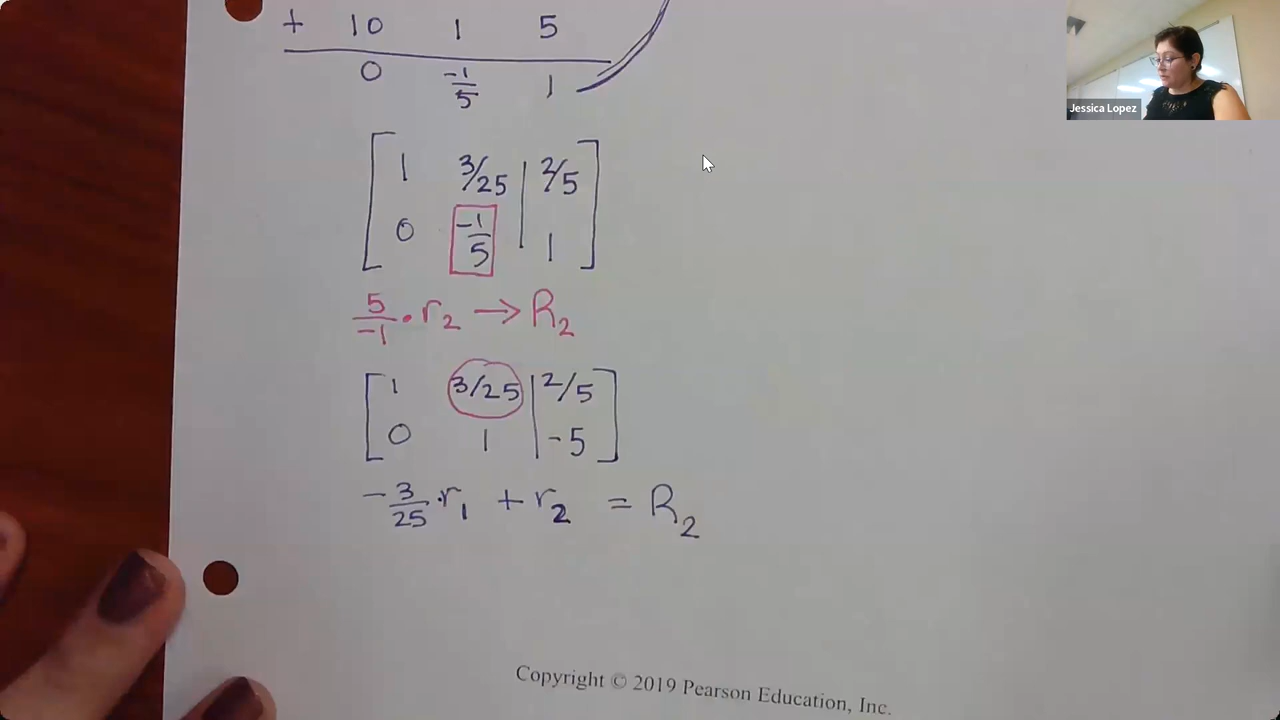 + 10 1 5
0 -1/5 1
Jessica Lopez
[ 1 3/25 | 2/5 ]
[ 0 -1/5 | 1 ]
5/-1 • r₂ → R₂
[ 1 3/25 | 2/5 ]
[ 0 1 | -5 ]
- 3/25 · r₁ + r₂ = R₂
Copyright © 2019 Pearson Education, Inc.